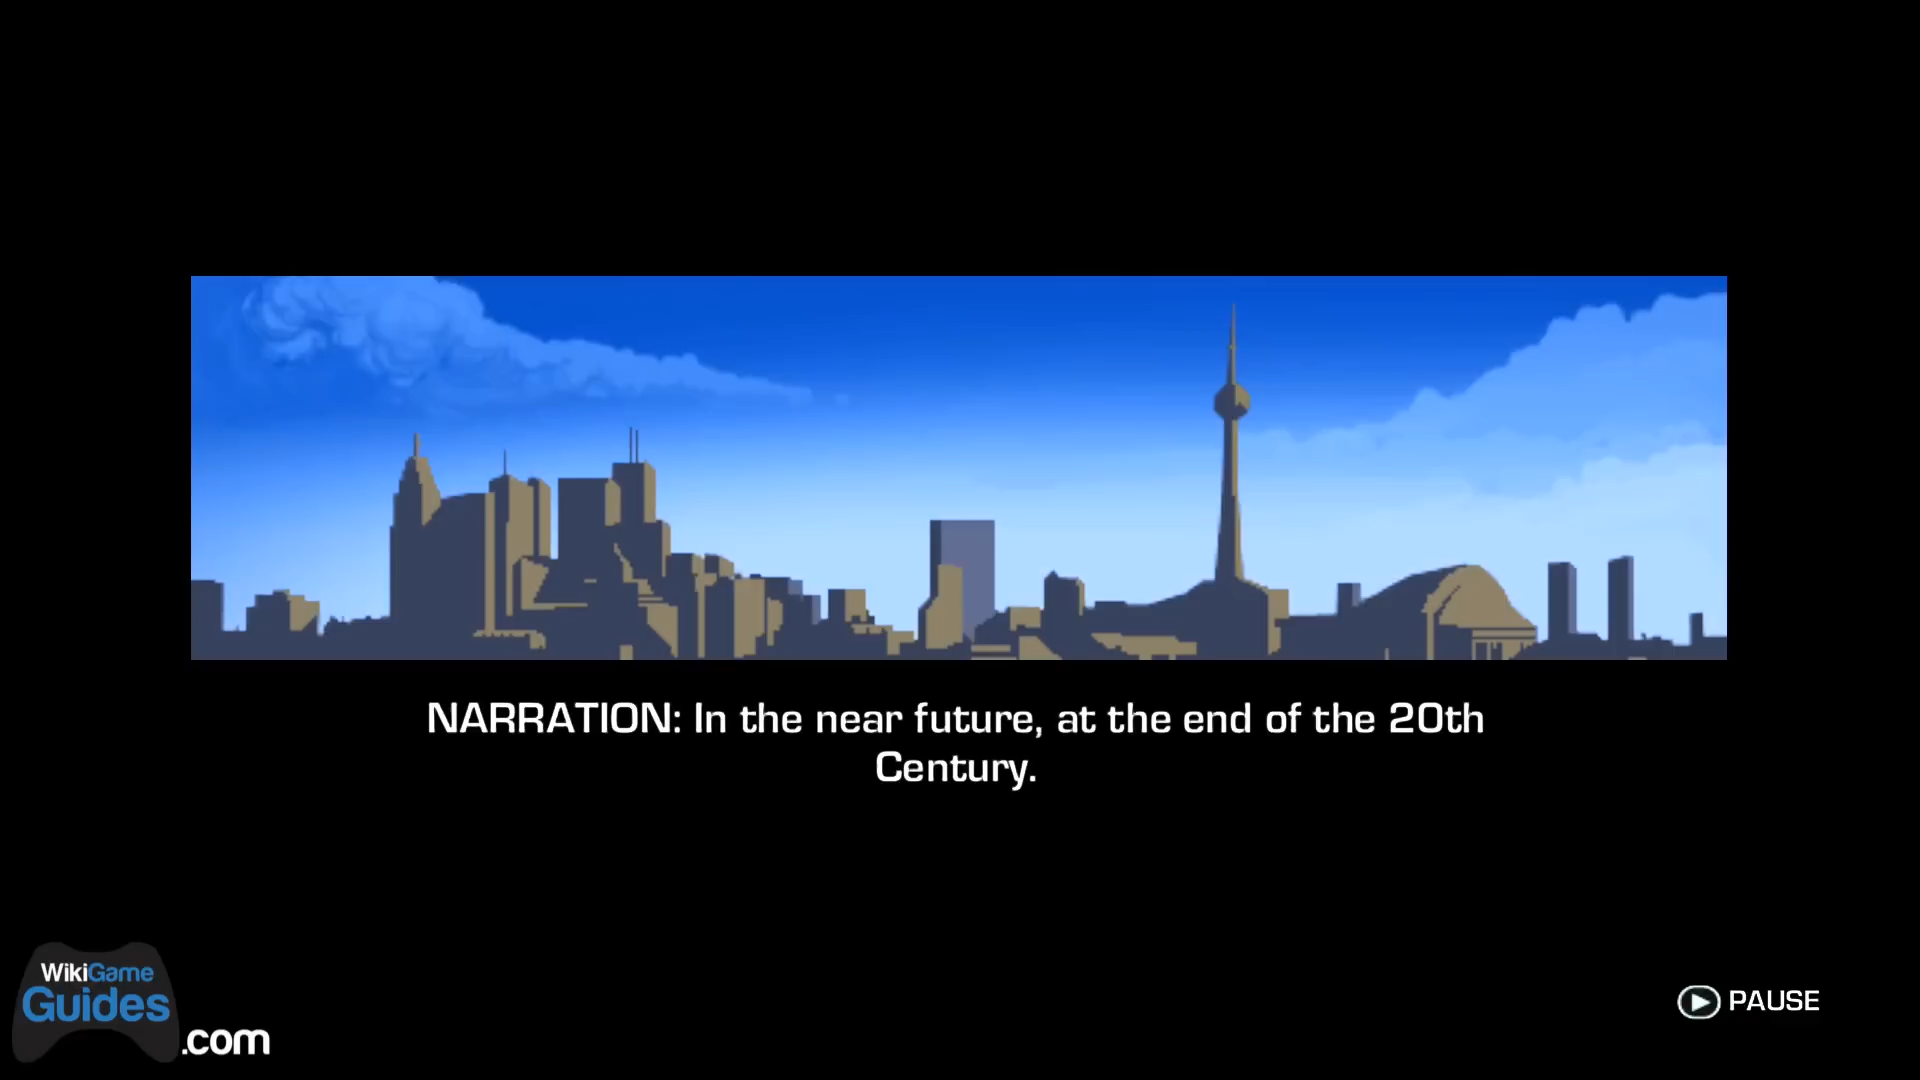 NARRATION: In the near future, at the end of the 20th
Century.
WikiGame
Guides
.com
PAUSE